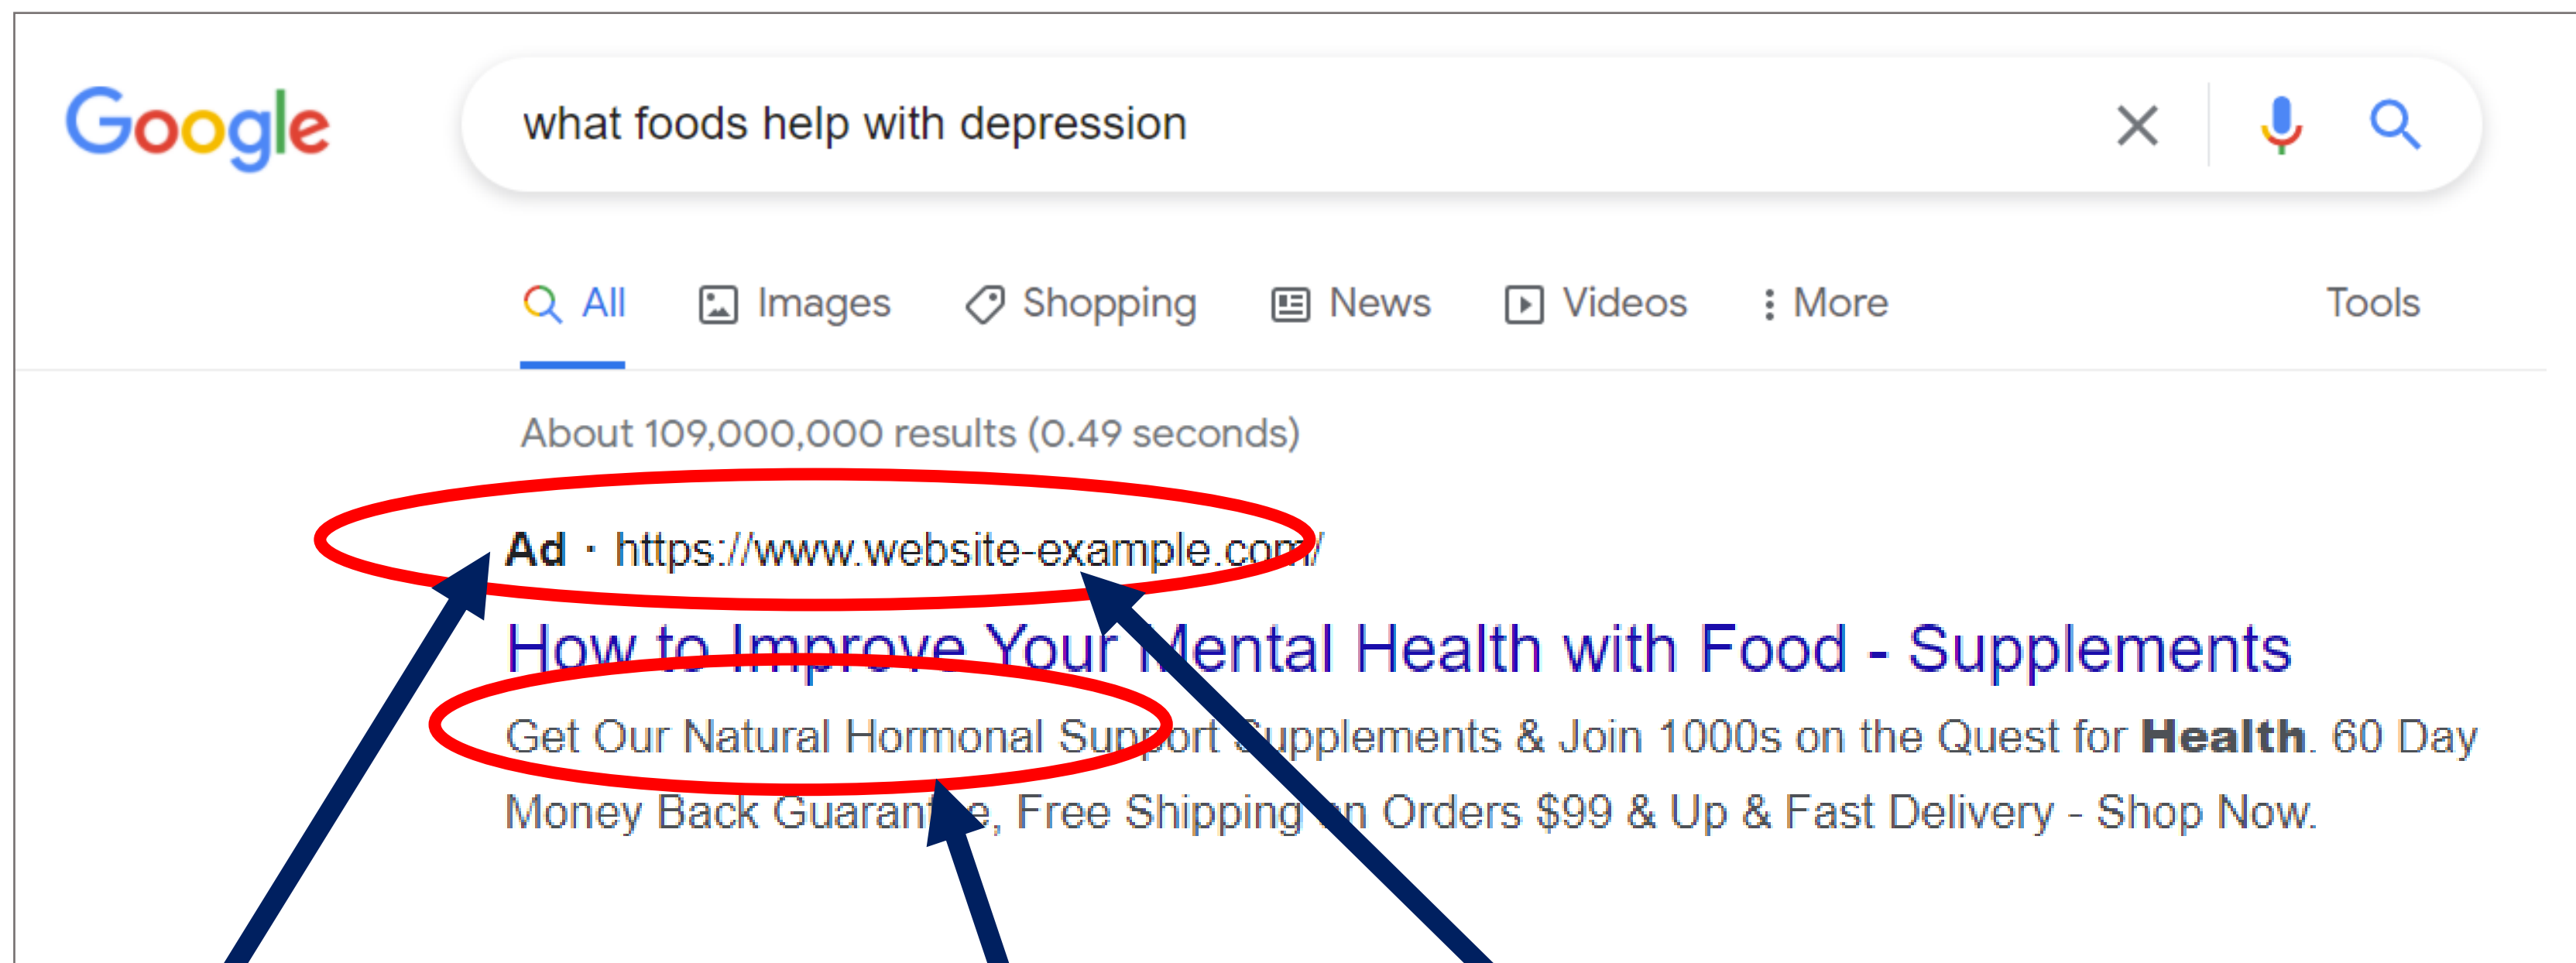 Google
what foods help with depression
All Images Shopping News Videos More Tools
About 109,000,000 results (0.49 seconds)
Ad · https://www.website-example.com/
How to Improve Your Mental Health with Food - Supplements
Get Our Natural Hormonal Support Supplements & Join 1000s on the Quest for Health. 60 Day
Money Back Guarantee, Free Shipping on Orders $99 & Up & Fast Delivery - Shop Now.